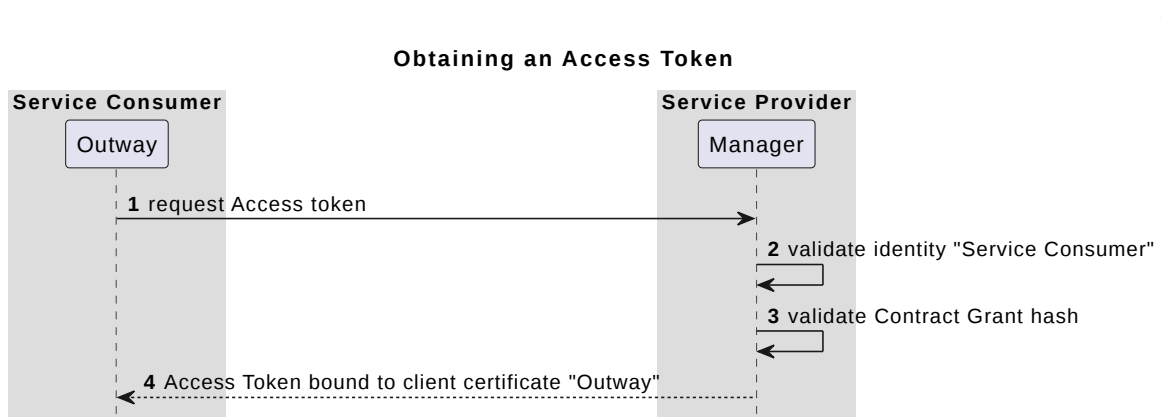 Obtaining an Access Token
Service Consumer
Service Provider
Outway
Manager
1 request Access token
2 validate identity "Service Consumer"
3 validate Contract Grant hash
4 Access Token bound to client certificate "Outway"